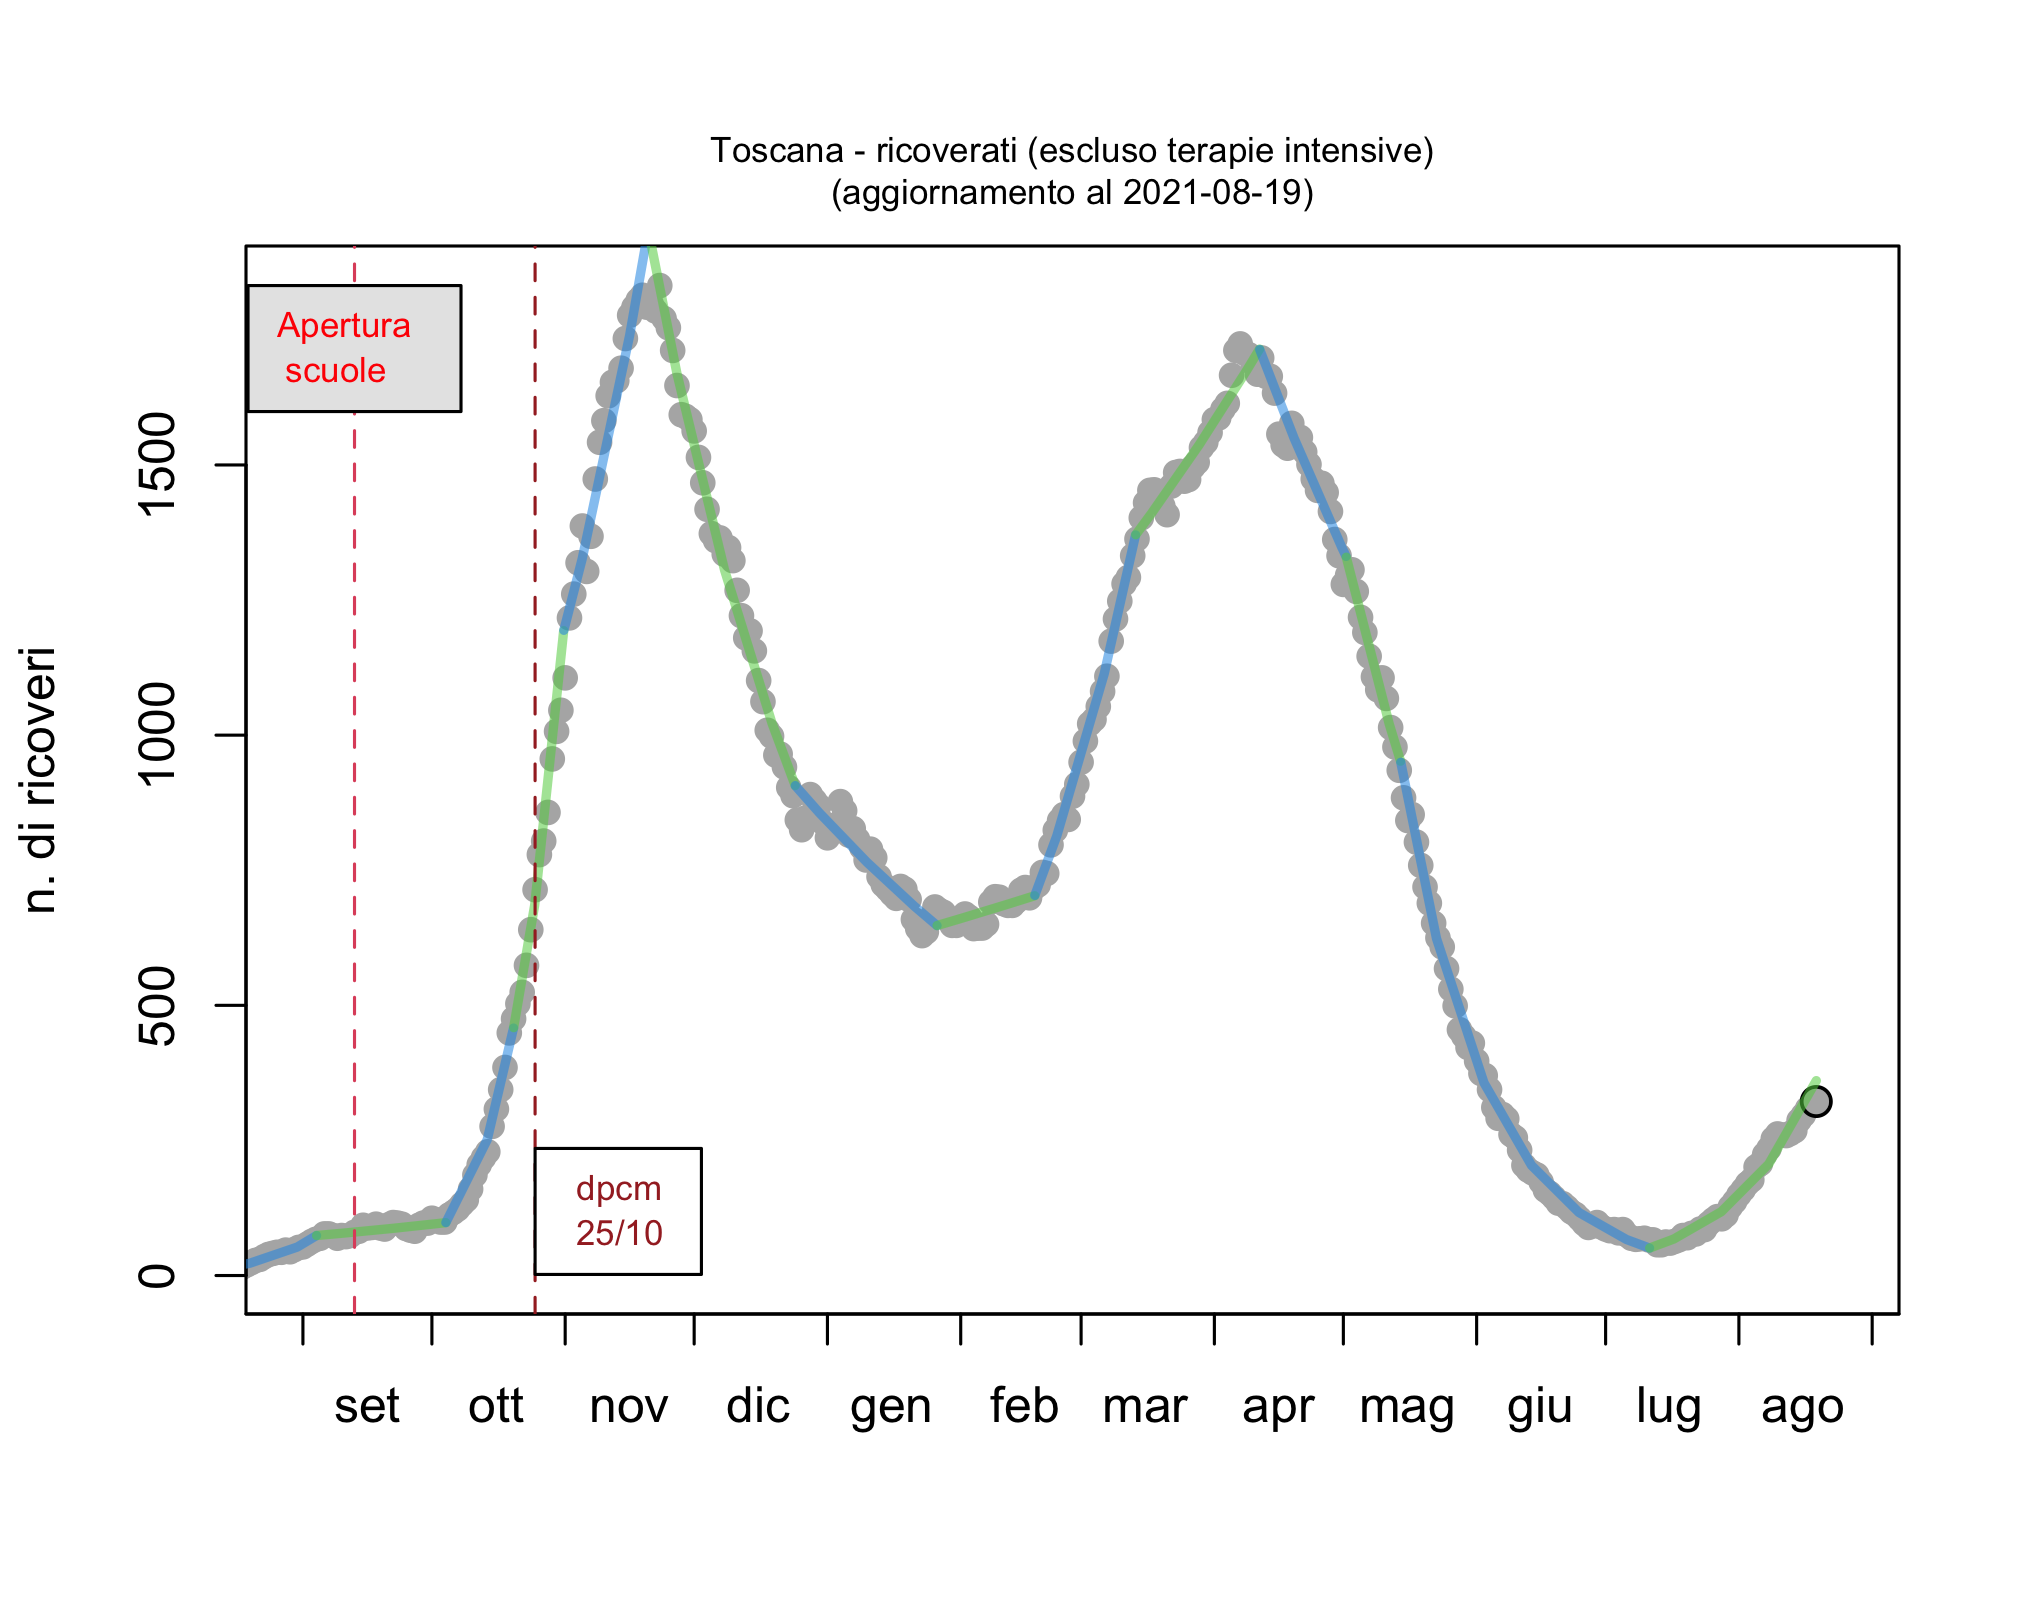 Toscana - ricoverati (escluso terapie intensive)
(aggiornamento al 2021-08-19)
Apertura
scuole
dpcm
25/10
n. di ricoveri
1500
1000
500
0
set ott nov dic gen feb mar apr mag giu lug ago